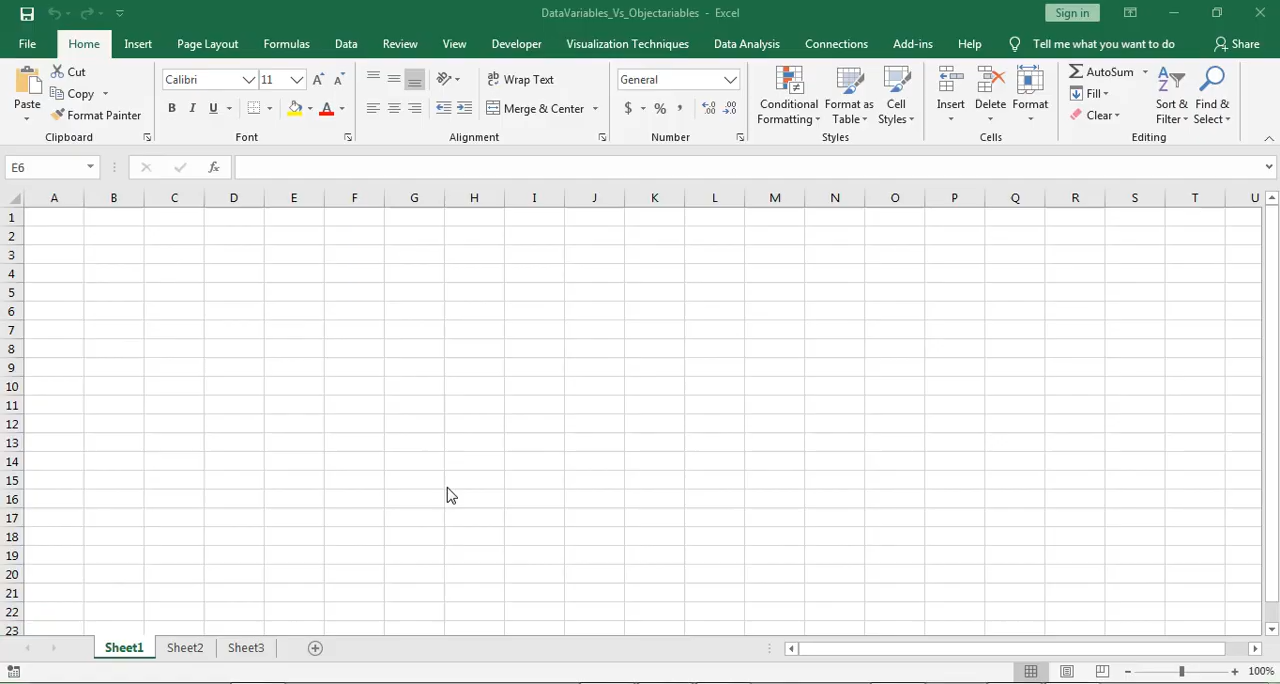 DataVariables_Vs_Objectariables - Excel
Sign in
File Home Insert Page Layout Formulas Data Review View Developer Visualization Techniques Data Analysis Connections Add-ins Help Tell me what you want to do Share
Paste
Cut
Copy
Format Painter
Clipboard
Calibri 11
B I U
Font
Wrap Text
Merge & Center
Alignment
General
$ % ,
Number
Conditional Formatting
Format as Table
Cell Styles
Styles
Insert
Delete
Format
Cells
AutoSum
Fill
Clear
Sort & Filter
Find & Select
Editing
E6
fx
A B C D E F G H I J K L M N O P Q R S T U
1
2
3
4
5
6
7
8
9
10
11
12
13
14
15
16
17
18
19
20
21
22
23
Sheet1 Sheet2 Sheet3
100%